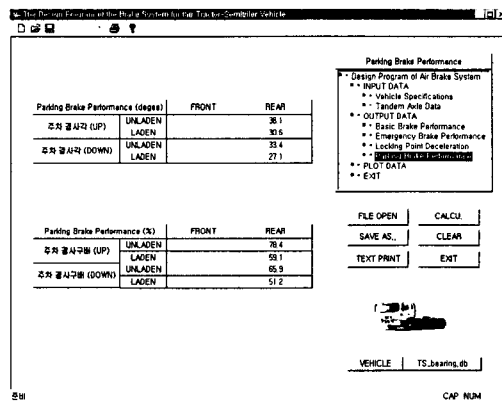 The Design Program of the Brake System for the Tractor-Semitriler Vehicle
Parking Brake Performance
Design Program of Air Brake System
INPUT DATA
Vehicle Specifications
Tandem Axle Data
OUTPUT DATA
Basic Brake Performance
Emergency Brake Performance
Locking Point Deceleration
Parking Brake Performance
PLOT DATA
EXIT
Parking Brake Performance (deges) FRONT REAR
주차 경사각 (UP) UNLADEN 38.1
LADEN 30.6
주차 경사각 (DOWN) UNLADEN 33.4
LADEN 27.1
Parking Brake Performance (%) FRONT REAR
주차 경사구배 (UP) UNLADEN 78.4
LADEN 59.1
주차 경사구배 (DOWN) UNLADEN 65.9
LADEN 51.2
FILE OPEN CALCU.
SAVE AS.. CLEAR
TEXT PRINT EXIT
VEHICLE TS_bearing.db
준비 CAP NUM